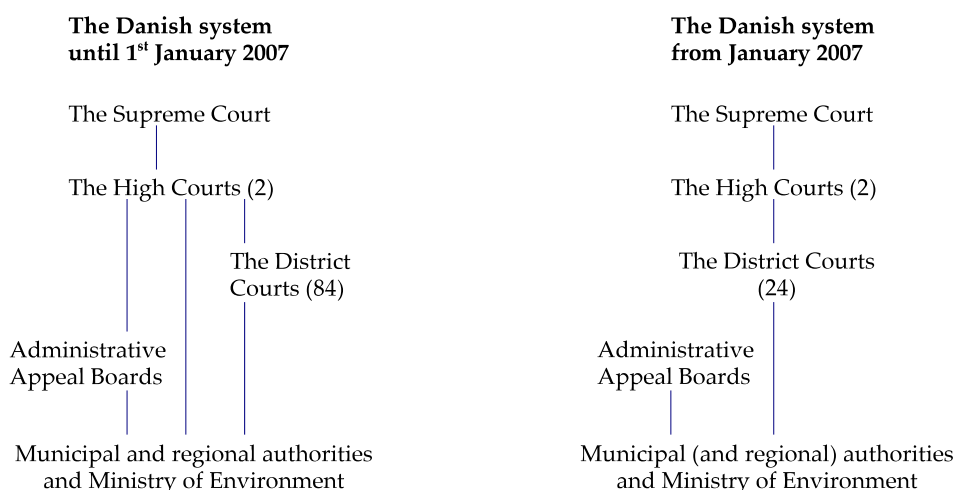 The Danish system
until 1st January 2007
The Supreme Court
The High Courts (2)
The District
Courts (84)
Administrative
Appeal Boards
Municipal and regional authorities
and Ministry of Environment
The Danish system
from January 2007
The Supreme Court
The High Courts (2)
The District Courts
(24)
Administrative
Appeal Boards
Municipal (and regional) authorities
and Ministry of Environment